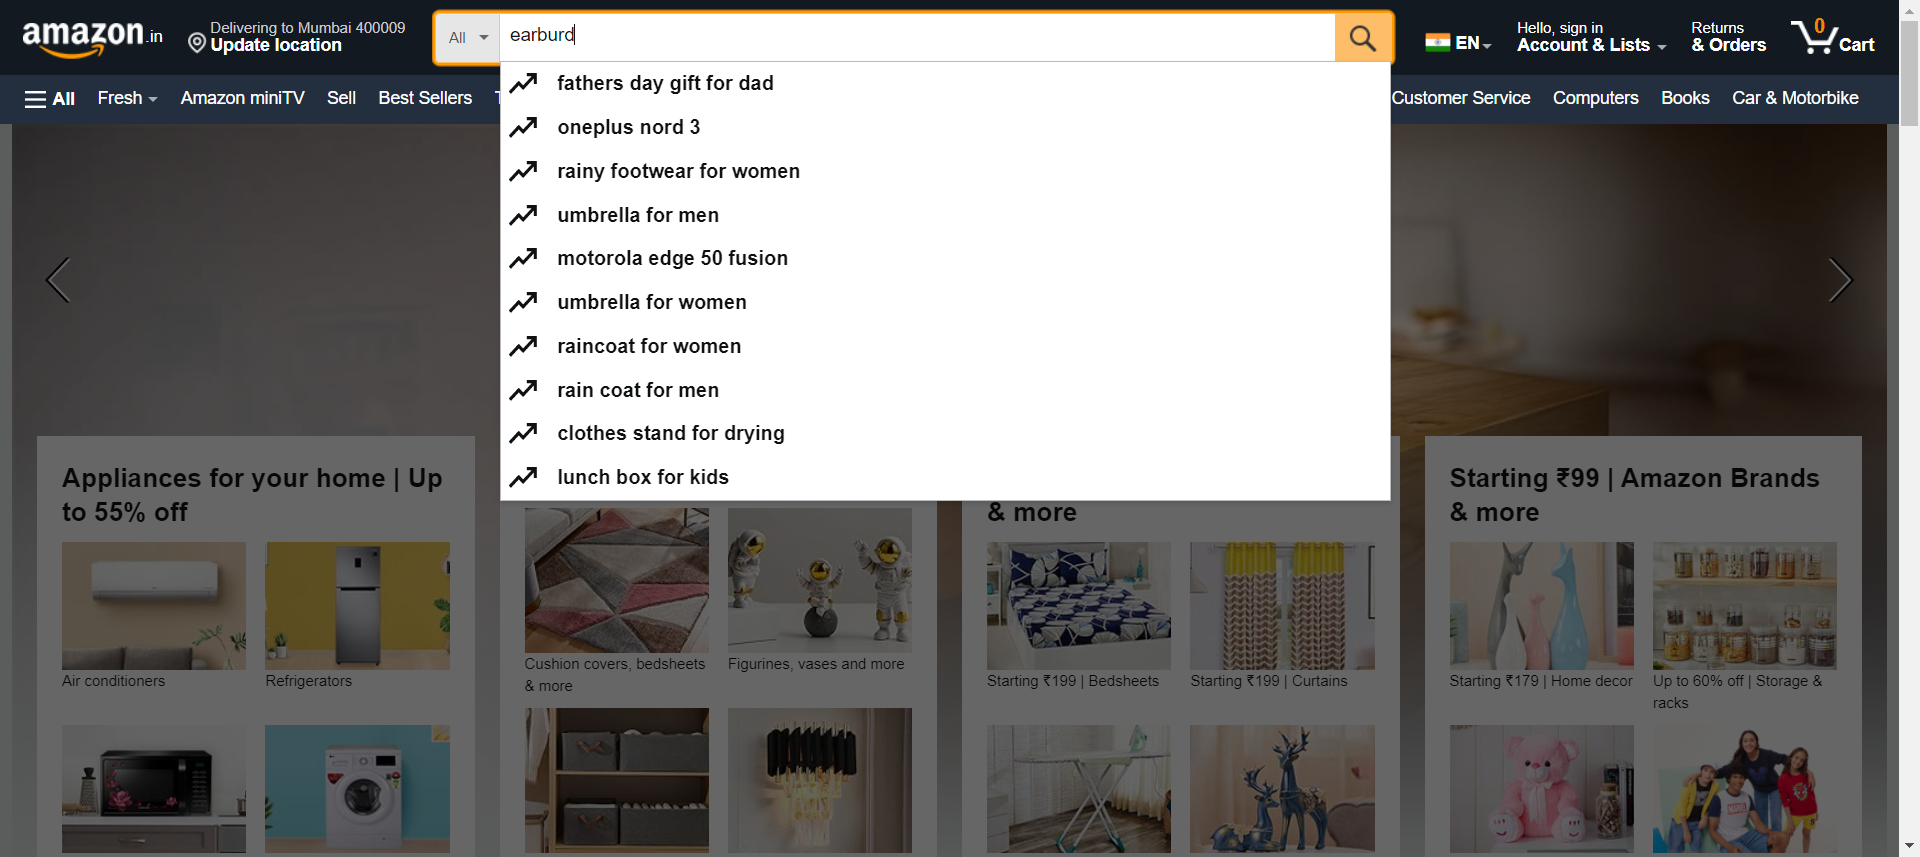 amazon.in
Delivering to Mumbai 400009
Update location
All
earburd
EN
Hello, sign in
Account & Lists
Returns
& Orders
0
Cart
All
Fresh
Amazon miniTV
Sell
Best Sellers
Customer Service
Computers
Books
Car & Motorbike
fathers day gift for dad
oneplus nord 3
rainy footwear for women
umbrella for men
motorola edge 50 fusion
umbrella for women
raincoat for women
rain coat for men
clothes stand for drying
lunch box for kids
Appliances for your home | Up
to 55% off
Air conditioners
Refrigerators
Cushion covers, bedsheets
& more
Figurines, vases and more
& more
Starting ₹199 | Bedsheets
Starting ₹199 | Curtains
Starting ₹99 | Amazon Brands
& more
Starting ₹179 | Home decor
Up to 60% off | Storage &
racks